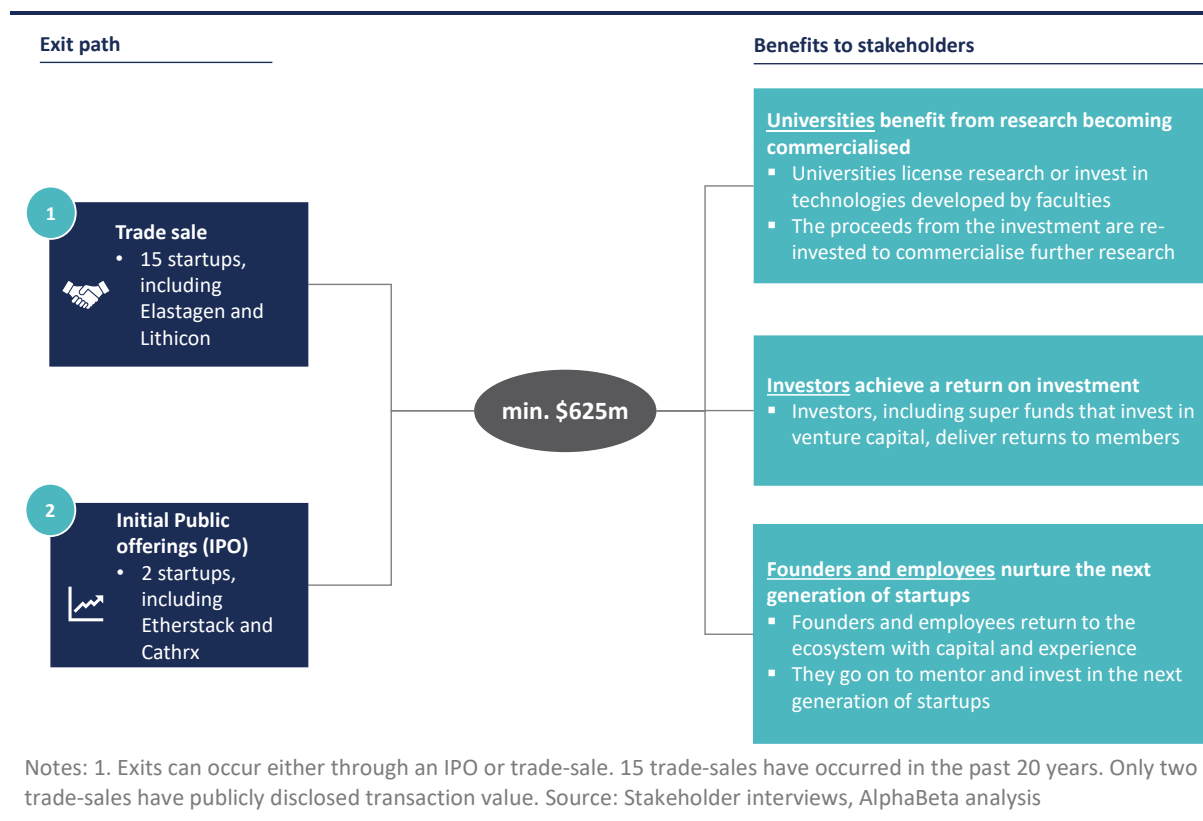 Exit path
Benefits to stakeholders
1
Trade sale
• 15 startups,
including
Elastagen and
Lithicon
2
Initial Public
offerings (IPO)
• 2 startups,
including
Etherstack and
Cathrx
min. $625m
Universities benefit from research becoming
commercialised
▪ Universities license research or invest in
technologies developed by faculties
▪ The proceeds from the investment are re-
invested to commercialise further research
Investors achieve a return on investment
▪ Investors, including super funds that invest in
venture capital, deliver returns to members
Founders and employees nurture the next
generation of startups
▪ Founders and employees return to the
ecosystem with capital and experience
▪ They go on to mentor and invest in the next
generation of startups
Notes: 1. Exits can occur either through an IPO or trade-sale. 15 trade-sales have occurred in the past 20 years. Only two
trade-sales have publicly disclosed transaction value. Source: Stakeholder interviews, AlphaBeta analysis